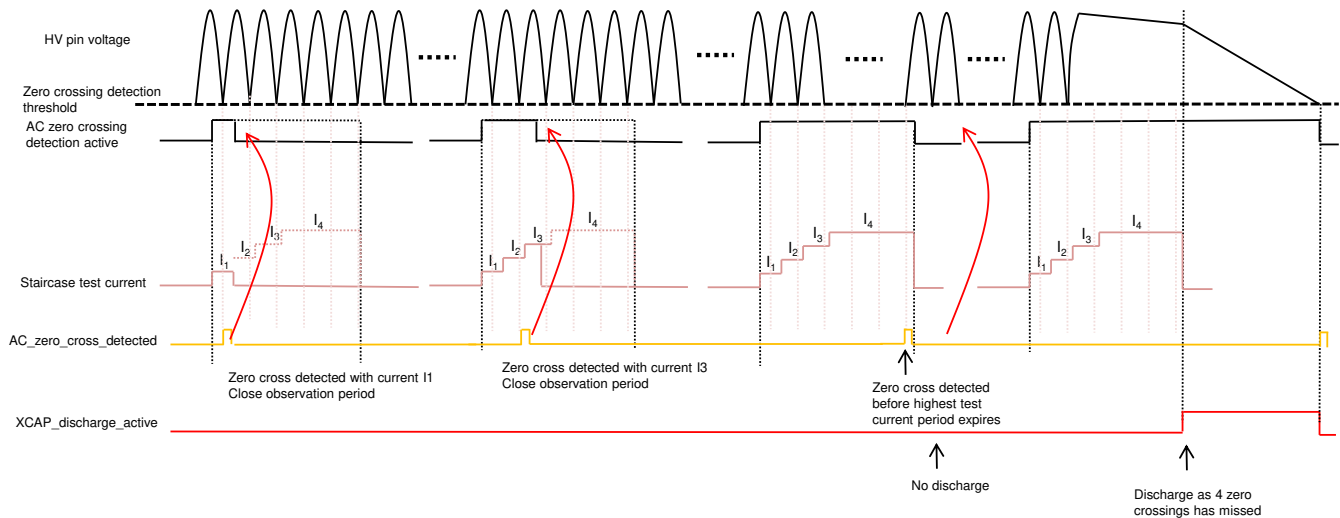 HV pin voltage
Zero crossing detection
threshold
AC zero crossing
detection active
I1
I2
I3
I4
I1
I2
I3
I4
I1
I2
I3
I4
I1
I2
I3
I4
Staircase test current
AC_zero_cross_detected
Zero cross detected with current I1
Close observation period
Zero cross detected with current I3
Close observation period
Zero cross detected
before highest test
current period expires
XCAP_discharge_active
No discharge
Discharge as 4 zero
crossings has missed